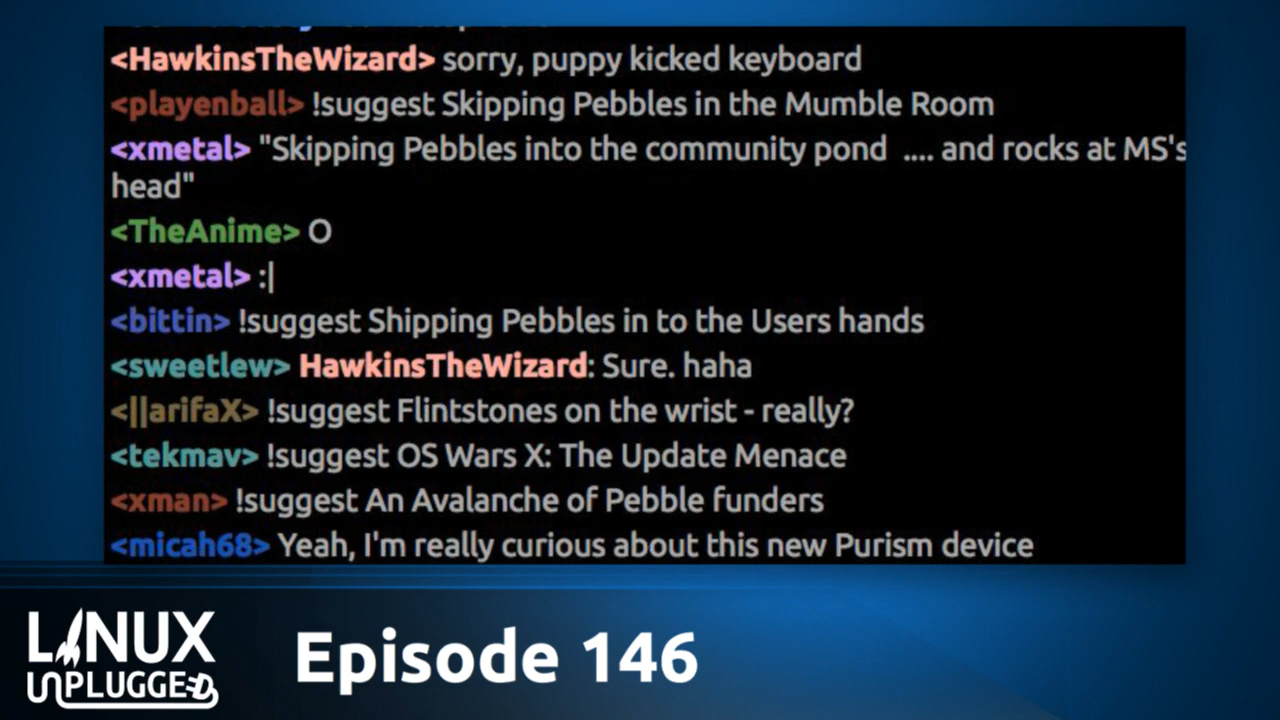 <HawkinsTheWizard> sorry, puppy kicked keyboard
<playenball> !suggest Skipping Pebbles in the Mumble Room
<xmetal> "Skipping Pebbles into the community pond  .... and rocks at MS's
head"
<TheAnime> O
<xmetal> :|
<bittin> !suggest Shipping Pebbles in to the Users hands
<sweetlew> HawkinsTheWizard: Sure. haha
<||arifaX> !suggest Flintstones on the wrist - really?
<tekmav> !suggest OS Wars X: The Update Menace
<xman> !suggest An Avalanche of Pebble funders
<micah68> Yeah, I'm really curious about this new Purism device
LINUX
UNPLUGGED
Episode 146